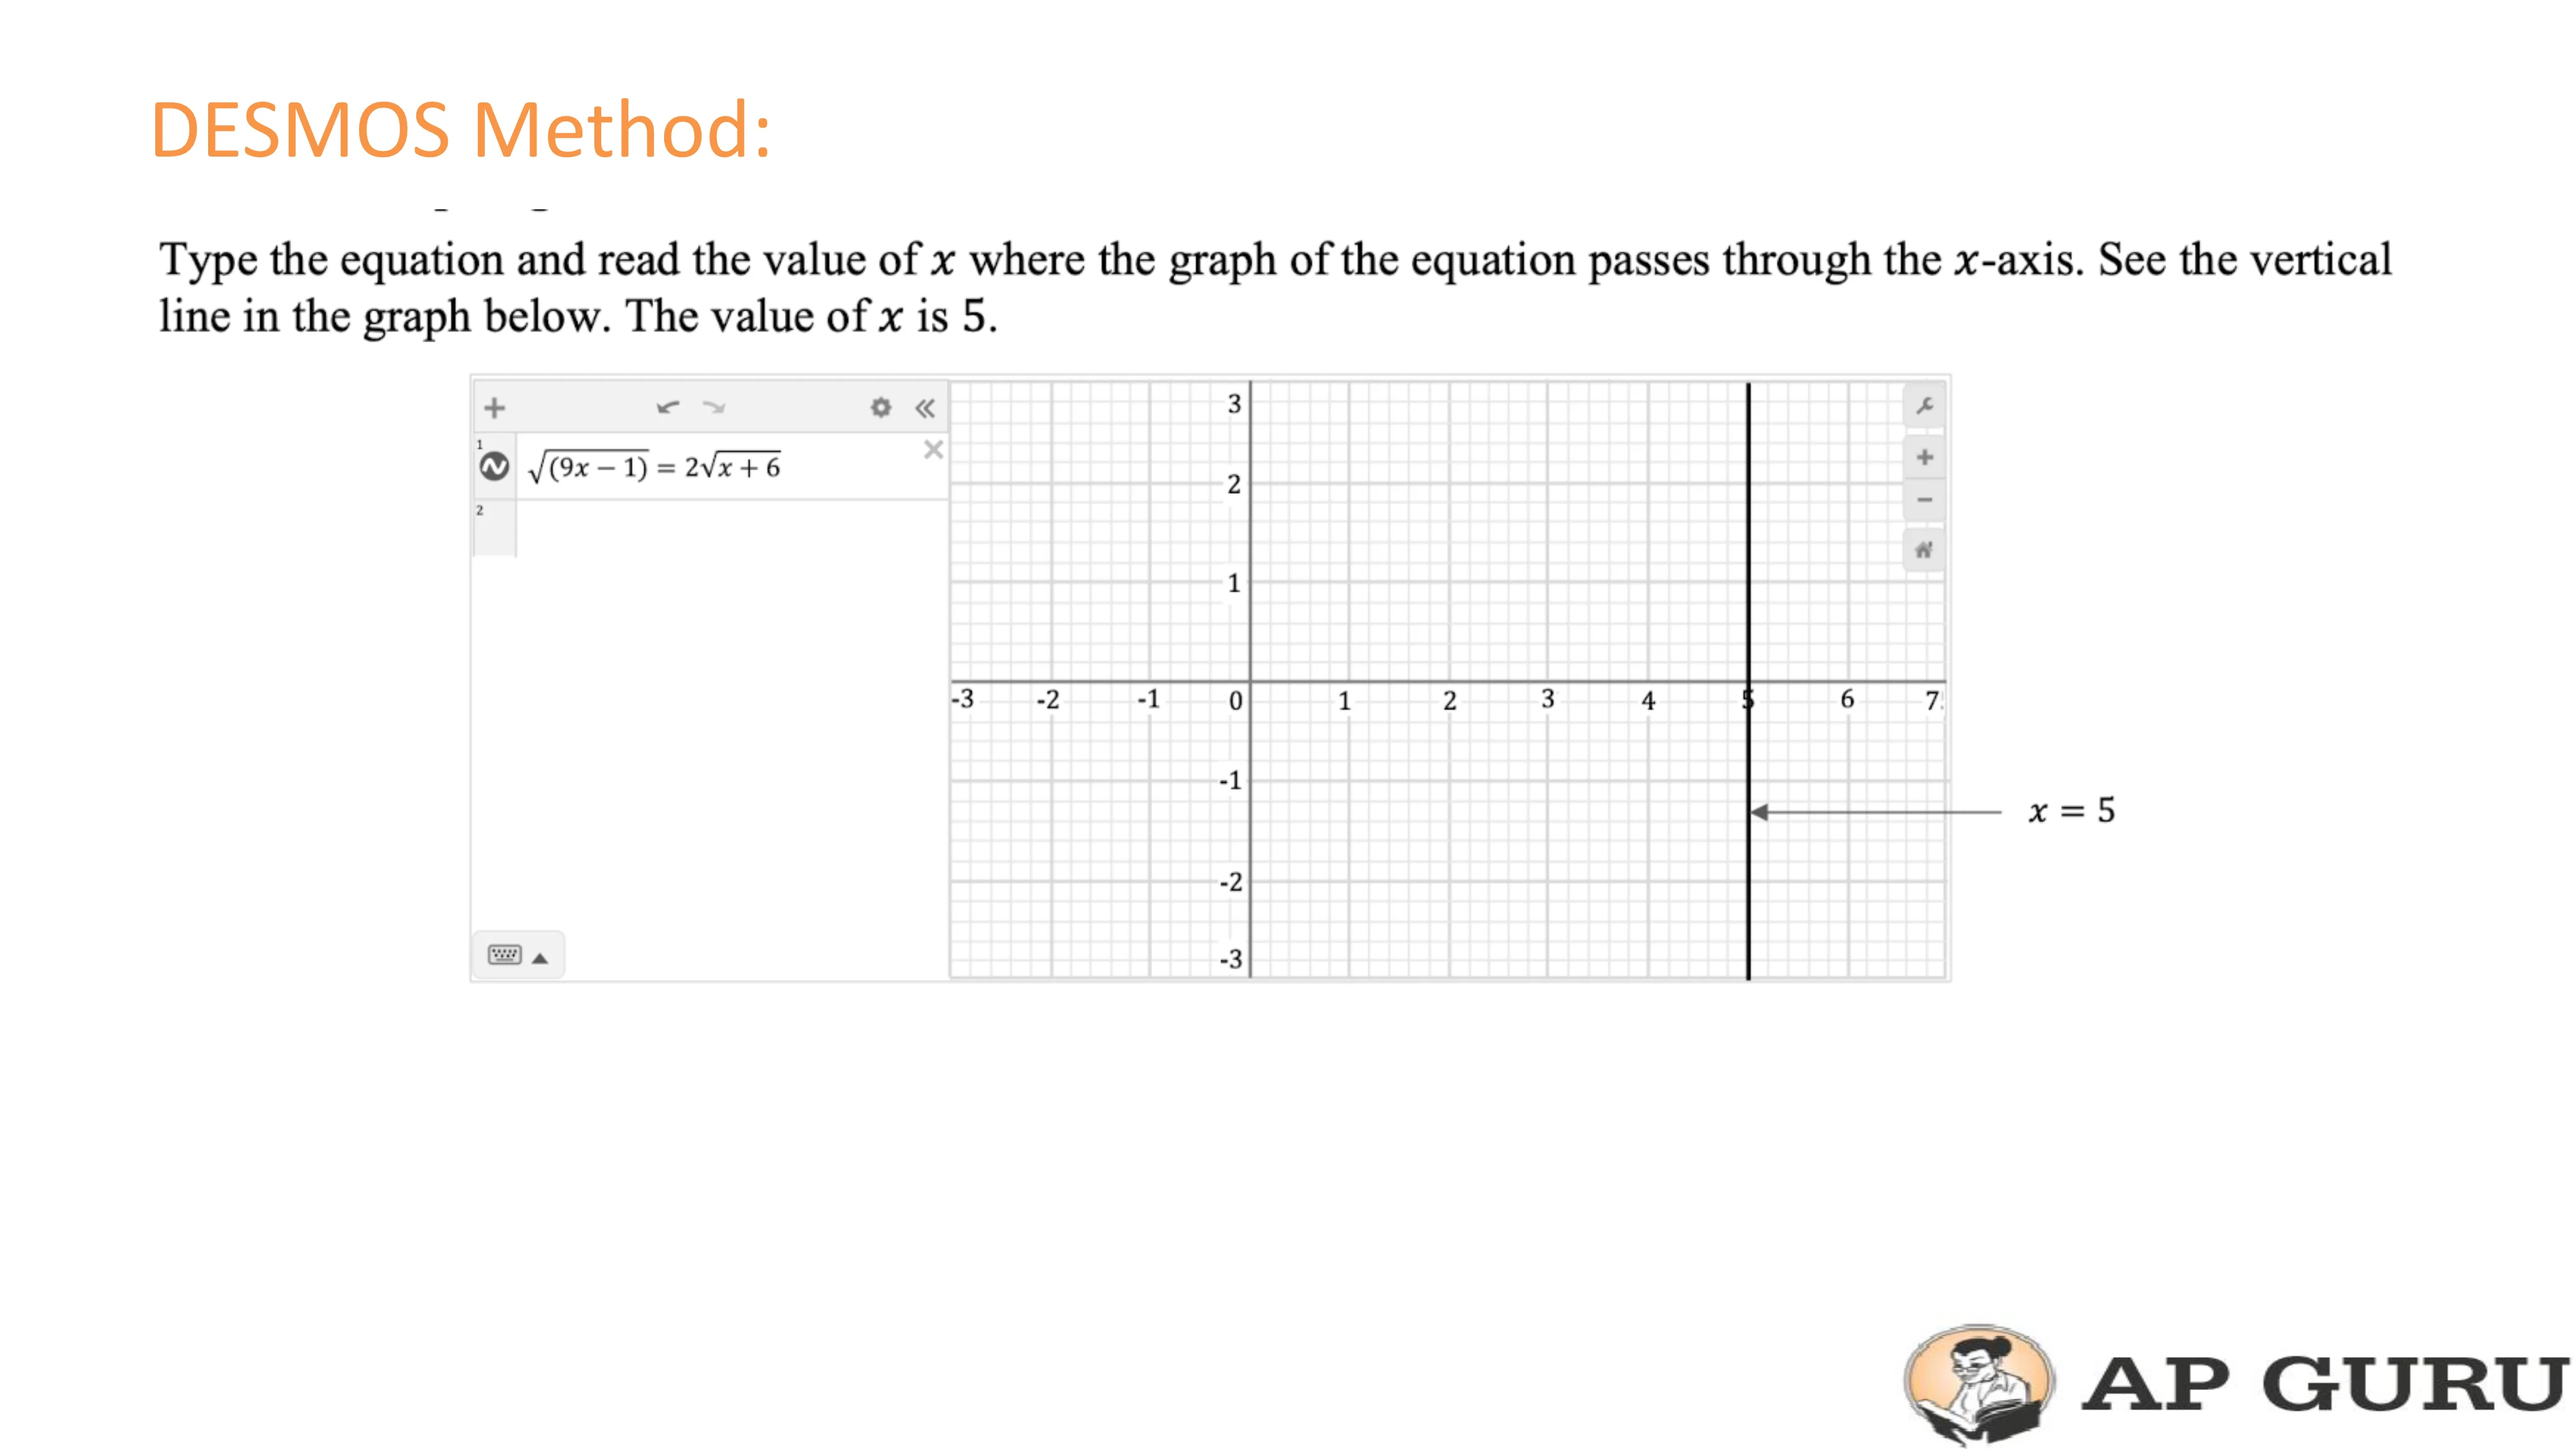 DESMOS Method:
Type the equation and read the value of x where the graph of the equation passes through the x-axis. See the vertical
line in the graph below. The value of x is 5.
1
√(9x − 1) = 2√x + 6
2
3
2
1
-3 -2 -1 0 1 2 3 4 5 6 7
-1
x = 5
-2
-3
AP GURU